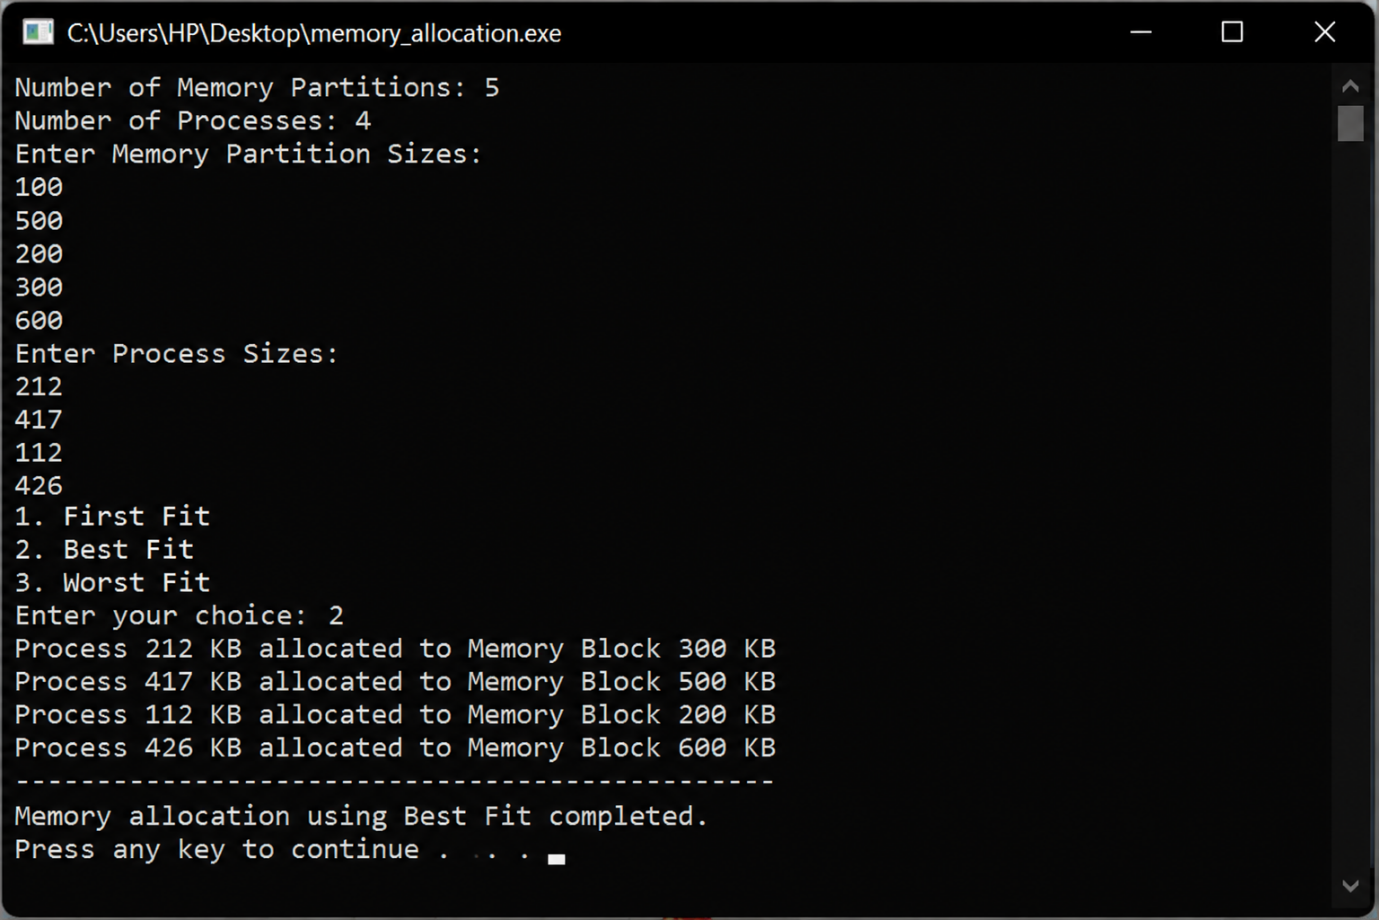 C:\Users\HP\Desktop\memory_allocation.exe
Number of Memory Partitions: 5
Number of Processes: 4
Enter Memory Partition Sizes:
100
500
200
300
600
Enter Process Sizes:
212
417
112
426
1. First Fit
2. Best Fit
3. Worst Fit
Enter your choice: 2
Process 212 KB allocated to Memory Block 300 KB
Process 417 KB allocated to Memory Block 500 KB
Process 112 KB allocated to Memory Block 200 KB
Process 426 KB allocated to Memory Block 600 KB
-----------------------------------------------
Memory allocation using Best Fit completed.
Press any key to continue . . . .